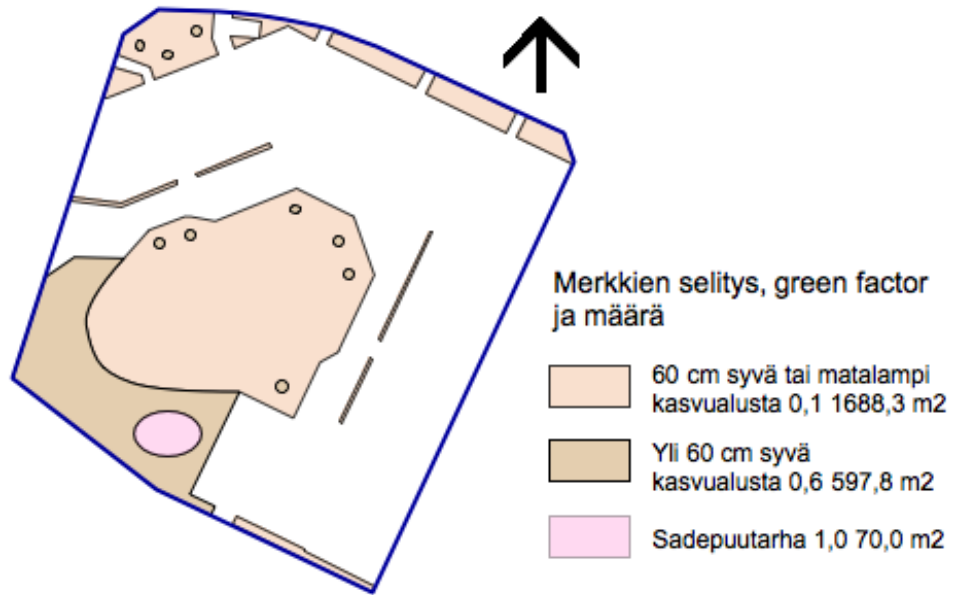 Merkkien selitys, green factor
ja määrä
60 cm syvä tai matalampi
kasvualusta 0,1 1688,3 m2
Yli 60 cm syvä
kasvualusta 0,6 597,8 m2
Sadepuutarha 1,0 70,0 m2